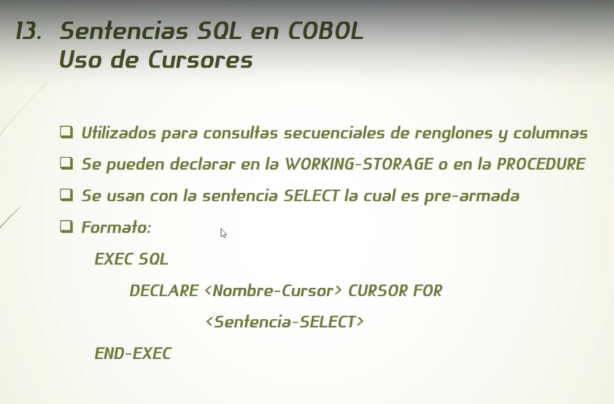 13. Sentencias SQL en COBOL
Uso de Cursores
Utilizados para consultas secuenciales de renglones y columnas
Se pueden declarar en la WORKING-STORAGE o en la PROCEDURE
Se usan con la sentencia SELECT la cual es pre-armada
Formato:
EXEC SQL
DECLARE <Nombre-Cursor> CURSOR FOR
<Sentencia-SELECT>
END-EXEC